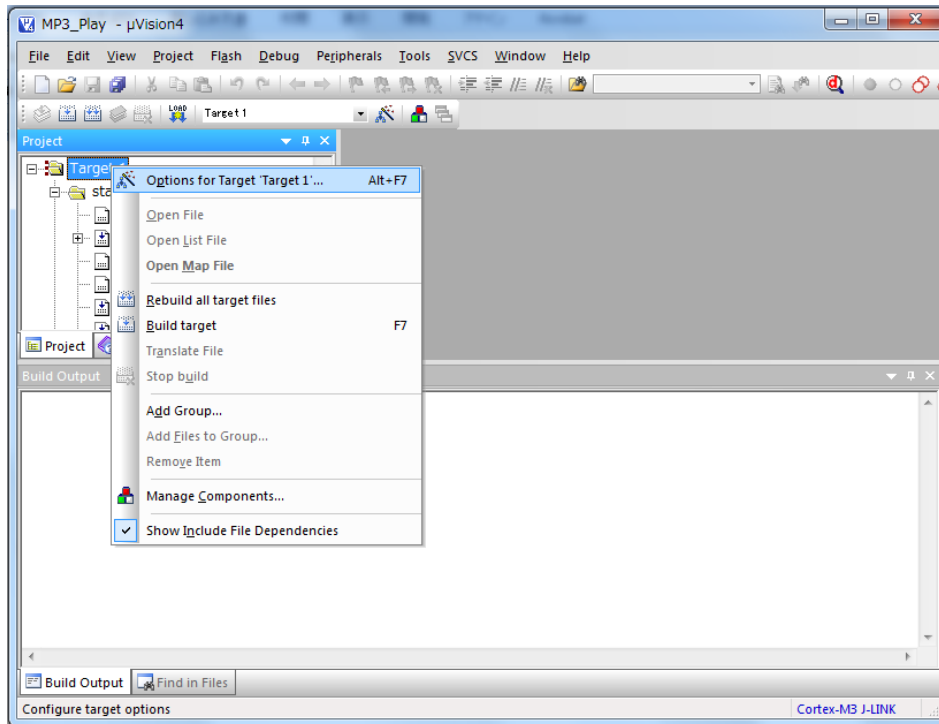 MP3_Play - µVision4
File Edit View Project Flash Debug Peripherals Tools SVCS Window Help
LOAD Target 1
Project
Target
Options for Target 'Target 1'... Alt+F7
sta
Open File
Open List File
Open Map File
Rebuild all target files
Build target F7
Project
Translate File
Build Output
Stop build
Add Group...
Add Files to Group...
Remove Item
Manage Components...
Show Include File Dependencies
Build Output Find in Files
Configure target options Cortex-M3 J-LINK